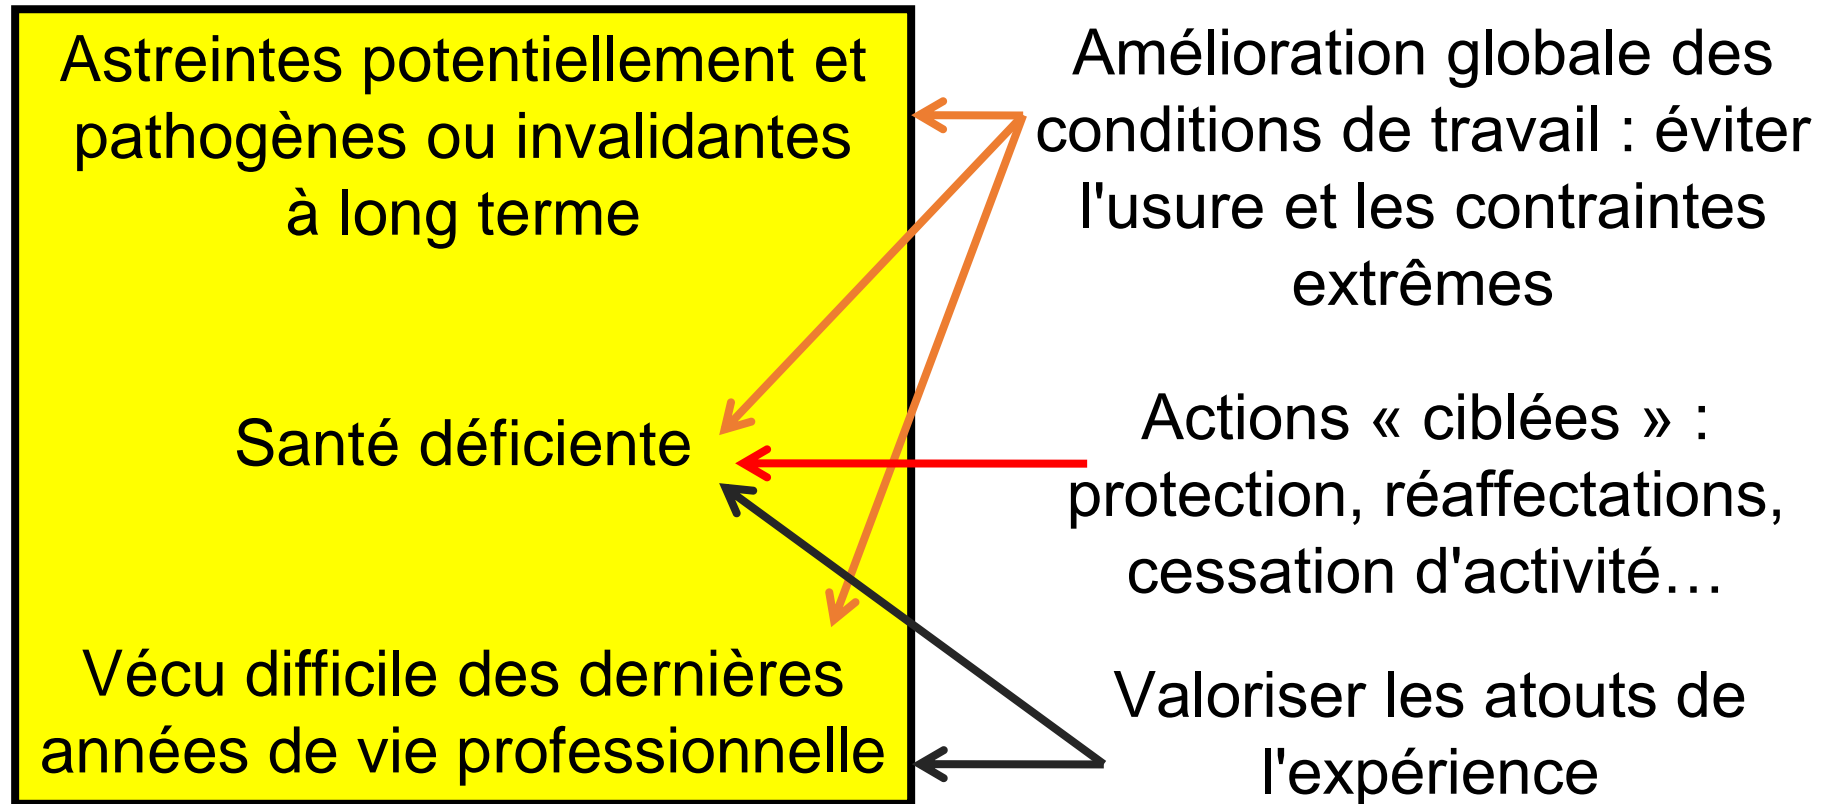 Astreintes potentiellement et
pathogènes ou invalidantes
à long terme
Santé déficiente
Vécu difficile des dernières
années de vie professionnelle
Amélioration globale des
conditions de travail : éviter
l'usure et les contraintes
extrêmes
Actions « ciblées » :
protection, réaffectations,
cessation d'activité…
Valoriser les atouts de
l'expérience